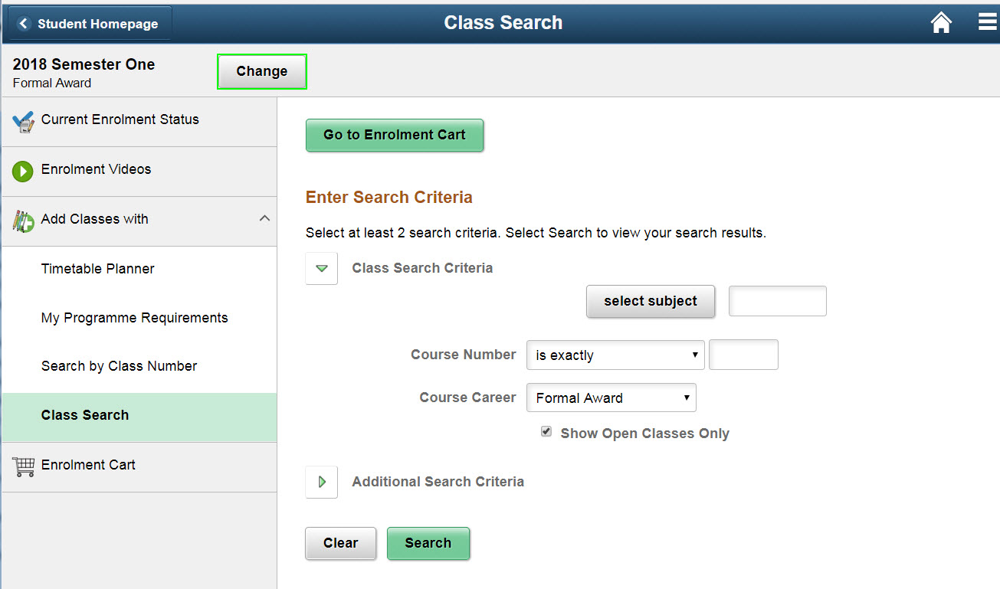 Student Homepage
Class Search
2018 Semester One
Formal Award
Change
Current Enrolment Status
Enrolment Videos
Add Classes with
Timetable Planner
My Programme Requirements
Search by Class Number
Class Search
Enrolment Cart
Go to Enrolment Cart
Enter Search Criteria
Select at least 2 search criteria. Select Search to view your search results.
Class Search Criteria
select subject
Course Number is exactly
Course Career Formal Award
Show Open Classes Only
Additional Search Criteria
Clear Search